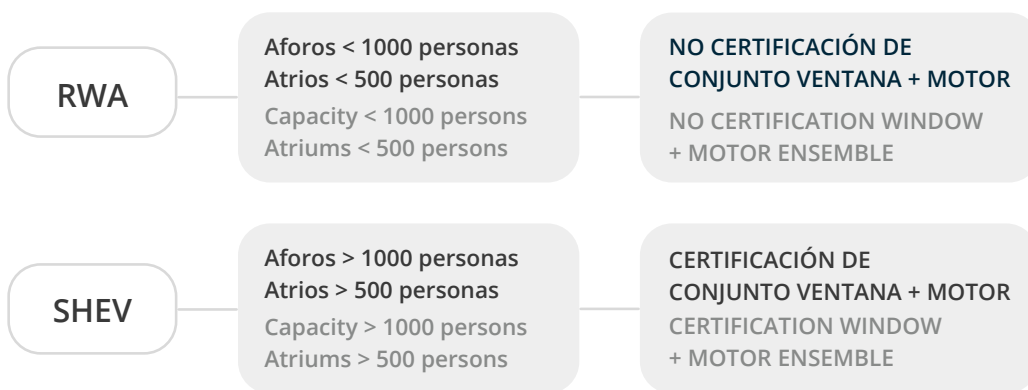 RWA
Aforos < 1000 personas
Atrios < 500 personas
Capacity < 1000 persons
Atriums < 500 persons
NO CERTIFICACIÓN DE
CONJUNTO VENTANA + MOTOR
NO CERTIFICATION WINDOW
+ MOTOR ENSEMBLE
SHEV
Aforos > 1000 personas
Atrios > 500 personas
Capacity > 1000 persons
Atriums > 500 persons
CERTIFICACIÓN DE
CONJUNTO VENTANA + MOTOR
CERTIFICATION WINDOW
+ MOTOR ENSEMBLE